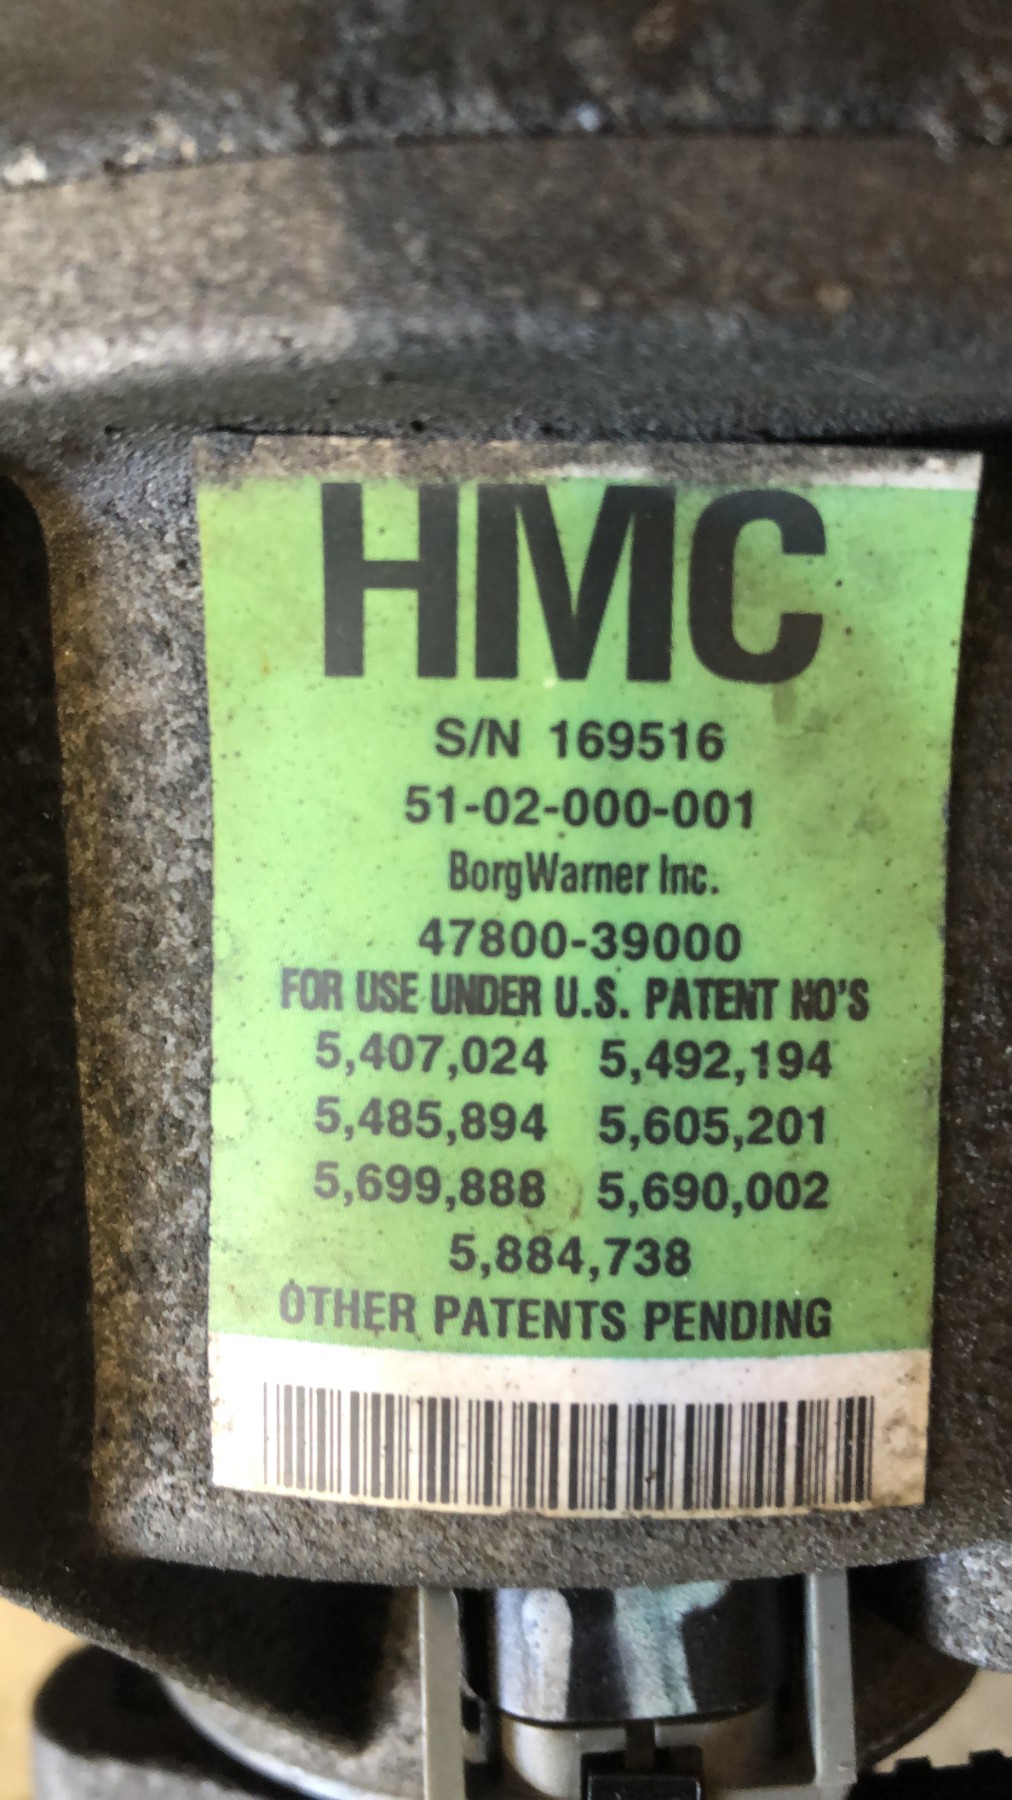 HMC
S/N 169516
51-02-000-001
BorgWarner Inc.
47800-39000
FOR USE UNDER U.S. PATENT NO'S
5,407,024 5,492,194
5,485,894 5,605,201
5,699,888 5,690,002
5,884,738
OTHER PATENTS PENDING